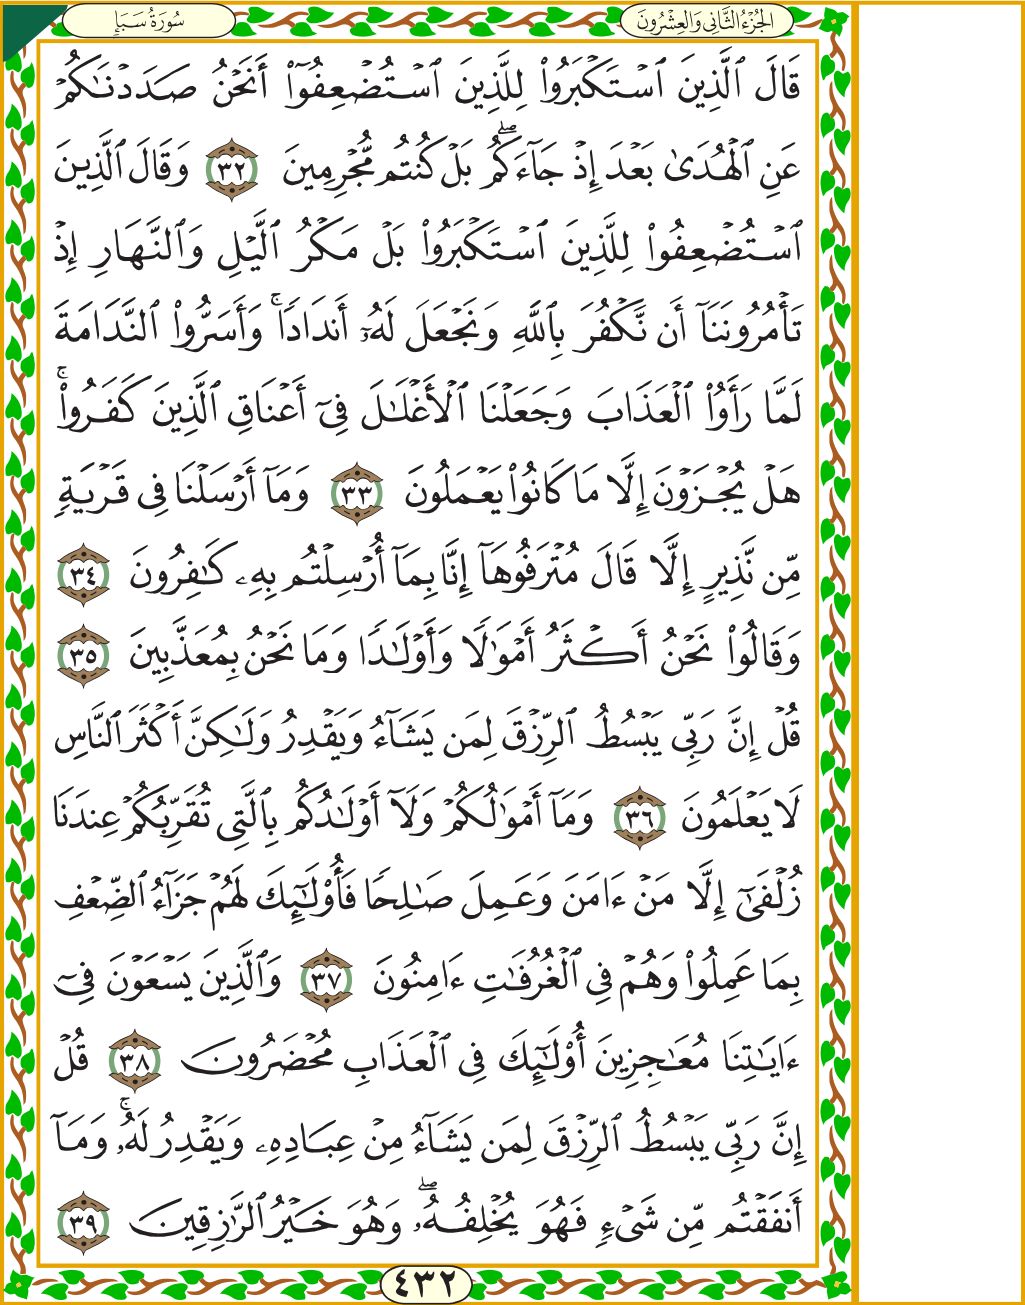 الجُزْءُ الثَّانِي وَالعِشْرُونَ
سُورَةُ سَبَإٍ
قَالَ ٱلَّذِينَ ٱسْتَكْبَرُوا۟ لِلَّذِينَ ٱسْتُضْعِفُوٓا۟ أَنَحْنُ صَدَدْنَـٰكُمْ
عَنِ ٱلْهُدَىٰ بَعْدَ إِذْ جَآءَكُمۖ بَلْ كُنتُم مُّجْرِمِينَ ٣٢ وَقَالَ ٱلَّذِينَ
ٱسْتُضْعِفُوا۟ لِلَّذِينَ ٱسْتَكْبَرُوا۟ بَلْ مَكْرُ ٱلَّيْلِ وَٱلنَّهَارِ إِذْ
تَأْمُرُونَنَآ أَن نَّكْفُرَ بِٱللَّهِ وَنَجْعَلَ لَهُۥٓ أَندَادًاۚ وَأَسَرُّوا۟ ٱلنَّدَامَةَ
لَمَّا رَأَوُا۟ ٱلْعَذَابَ وَجَعَلْنَا ٱلْأَغْلَـٰلَ فِىٓ أَعْنَاقِ ٱلَّذِينَ كَفَرُوا۟ۚ
هَلْ يُجْزَوْنَ إِلَّا مَا كَانُوا۟ يَعْمَلُونَ ٣٣ وَمَآ أَرْسَلْنَا فِى قَرْيَةٍ
مِّن نَّذِيرٍ إِلَّا قَالَ مُتْرَفُوهَآ إِنَّا بِمَآ أُرْسِلْتُم بِهِۦ كَـٰفِرُونَ ٣٤
وَقَالُوا۟ نَحْنُ أَكْثَرُ أَمْوَٰلًا وَأَوْلَـٰدًا وَمَا نَحْنُ بِمُعَذَّبِينَ ٣٥
قُلْ إِنَّ رَبِّى يَبْسُطُ ٱلرِّزْقَ لِمَن يَشَآءُ وَيَقْدِرُ وَلَـٰكِنَّ أَكْثَرَ ٱلنَّاسِ
لَا يَعْلَمُونَ ٣٦ وَمَآ أَمْوَٰلُكُمْ وَلَآ أَوْلَـٰدُكُم بِٱلَّتِى تُقَرِّبُكُمْ عِندَنَا
زُلْفَىٰٓ إِلَّا مَنْ ءَامَنَ وَعَمِلَ صَـٰلِحًا فَأُو۟لَـٰٓئِكَ لَهُمْ جَزَآءُ ٱلضِّعْفِ
بِمَا عَمِلُوا۟ وَهُمْ فِى ٱلْغُرُفَـٰتِ ءَامِنُونَ ٣٧ وَٱلَّذِينَ يَسْعَوْنَ فِىٓ
ءَايَـٰتِنَا مُعَـٰجِزِينَ أُو۟لَـٰٓئِكَ فِى ٱلْعَذَابِ مُحْضَرُونَ ٣٨ قُلْ
إِنَّ رَبِّى يَبْسُطُ ٱلرِّزْقَ لِمَن يَشَآءُ مِنْ عِبَادِهِۦ وَيَقْدِرُ لَهُۥۚ وَمَآ
أَنفَقْتُم مِّن شَىْءٍ فَهُوَ يُخْلِفُهُۥۖ وَهُوَ خَيْرُ ٱلرَّٰزِقِينَ ٣٩
٤٣٢